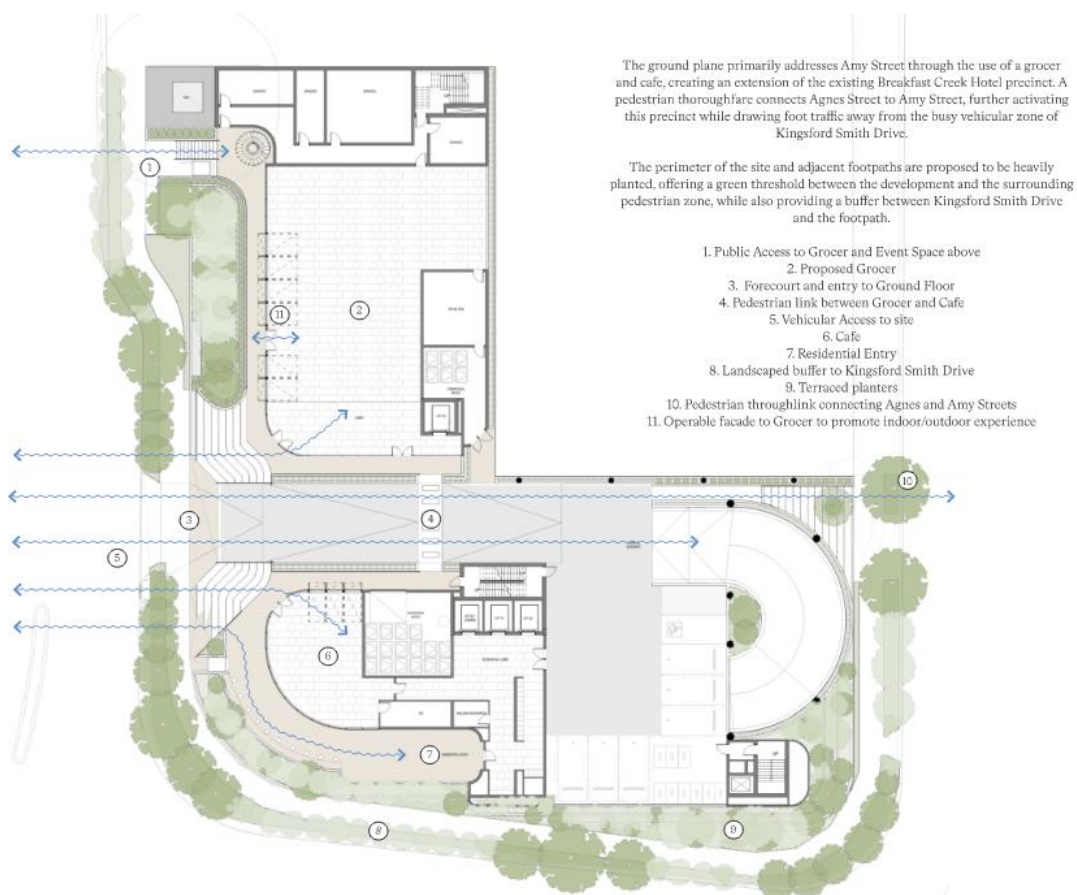 The ground plane primarily addresses Amy Street through the use of a grocer
and cafe, creating an extension of the existing Breakfast Creek Hotel precinct. A
pedestrian thoroughfare connects Agnes Street to Amy Street, further activating
this precinct while drawing foot traffic away from the busy vehicular zone of
Kingsford Smith Drive.
The perimeter of the site and adjacent footpaths are proposed to be heavily
planted, offering a green threshold between the development and the surrounding
pedestrian zone, while also providing a buffer between Kingsford Smith Drive
and the footpath.
1. Public Access to Grocer and Event Space above
2. Proposed Grocer
3. Forecourt and entry to Ground Floor
4. Pedestrian link between Grocer and Cafe
5. Vehicular Access to site
6. Cafe
7. Residential Entry
8. Landscaped buffer to Kingsford Smith Drive
9. Terraced planters
10. Pedestrian throughlink connecting Agnes and Amy Streets
11. Operable facade to Grocer to promote indoor/outdoor experience
1
11
2
10
3
4
5
6
7
8
9